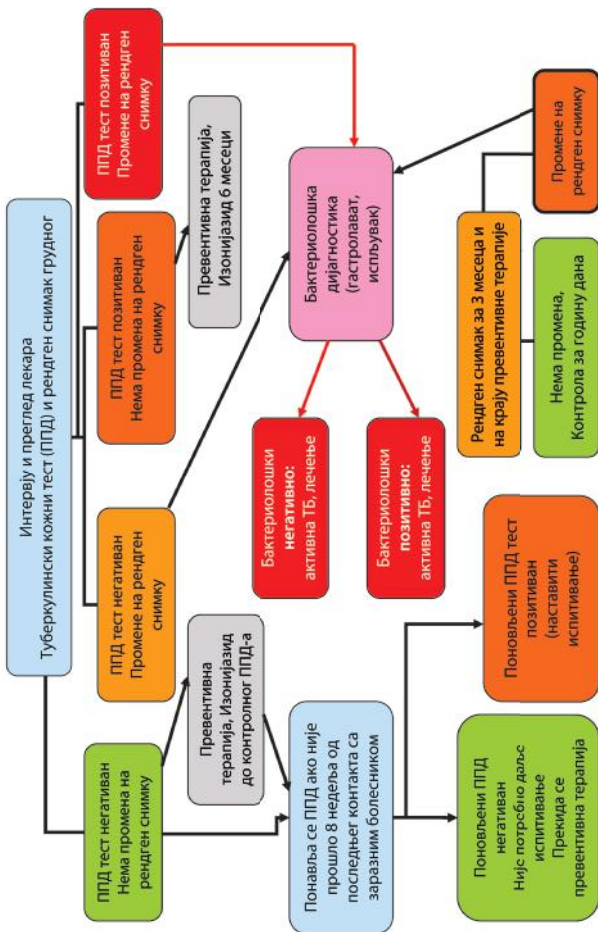 Интервју и преглед лекара
Туберкулински кожни тест (ППД) и рендген снимак грудног
ППД тест негативан
Нема промена на
рендген снимку
ППД тест негативан
Промене на рендген
снимку
ППД тест позитиван
Нема промена на рендген
снимку
ППД тест позитиван
Промене на рендген
снимку
Превентивна
терапија, Изонијазид
до контролног ППД-а
Превентивна терапија,
Изонијазид 6 месеци
Понавља се ППД ако није
прошло 8 недеља од
последњег контакта са
заразним болесником
Бактериолошки
негативно:
активна ТБ, лечење
Бактериолошка
дијагностика
(гастролават,
испљувак)
Бактериолошки
позитивно:
активна ТБ, лечење
Поновљени ППД
негативан
Није потребно даљс
испитивање
Прекида се
превентивна терапија
Поновљени ППД тест
позитиван
(наставити
испитивање)
Рендген снимак за 3 месеца и
на крају превентивне терапије
Нема промена,
Контрола за годину дана
Промене на
рендген снимку